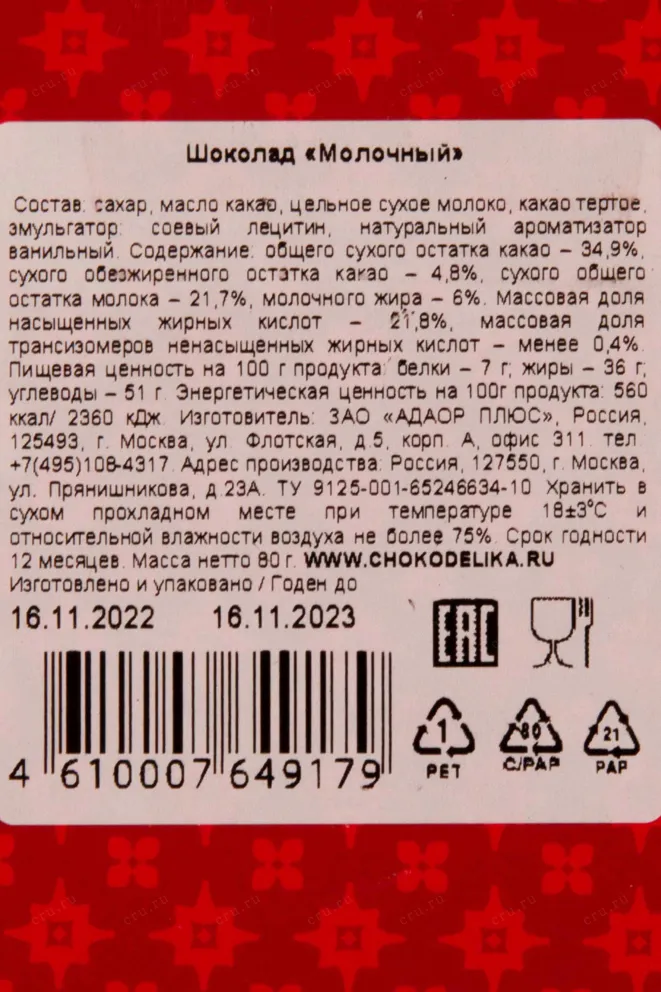 Шоколад «Молочный»
Состав: сахар, масло какао, цельное сухое молоко, какао тертое,
эмульгатор: соевый лецитин, натуральный ароматизатор
ванильный. Содержание: общего сухого остатка какао – 34,9%,
сухого обезжиренного остатка какао – 4,8%, сухого общего
остатка молока – 21,7%, молочного жира – 6%. Массовая доля
насыщенных жирных кислот – 21,8%, массовая доля
трансизомеров ненасыщенных жирных кислот – менее 0,4%.
Пищевая ценность на 100 г продукта: белки – 7 г; жиры – 36 г;
углеводы – 51 г. Энергетическая ценность на 100г продукта: 560
ккал/ 2360 кДж. Изготовитель: ЗАО «АДАОР ПЛЮС», Россия,
125493, г. Москва, ул. Флотская, д.5, корп. А, офис 311. тел.
+7(495)108-4317. Адрес производства: Россия, 127550, г. Москва,
ул. Прянишникова, д.23А. ТУ 9125-001-65246634-10. Хранить в
сухом прохладном месте при температуре 18±3°С и
относительной влажности воздуха не более 75%. Срок годности
12 месяцев. Масса нетто 80 г. WWW.CHOKODELIKA.RU
Изготовлено и упаковано / Годен до
16.11.2022 16.11.2023
EAC
4 610007 649179
1 80 21
PET C/PAP PAP
cru.ru